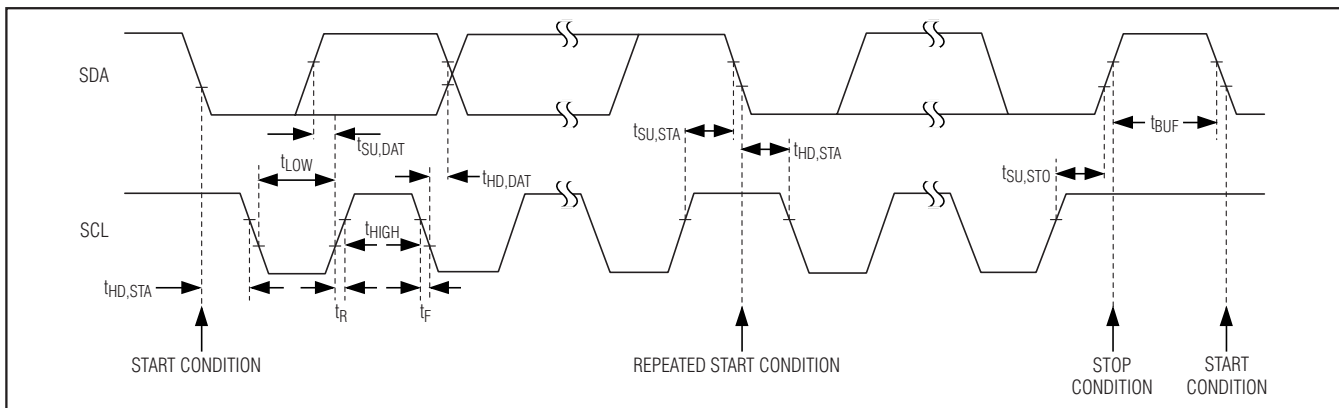 SDA
tSU,DAT
tLOW
tHD,DAT
tSU,STA
tHD,STA
tBUF
tSU,STO
SCL
tHIGH
tHD,STA
tR
tF
START CONDITION
REPEATED START CONDITION
STOP
CONDITION
START
CONDITION